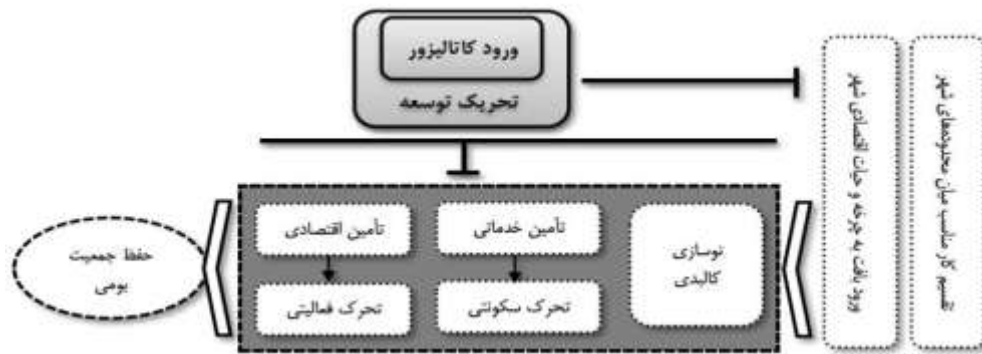 ورود کاتالیزور
تحریک توسعه
تقسیم کار مناسب میان محدوده‌های شهر
ورود بافت به چرخه و حیات اقتصادی شهر
نوسازی
کالبدی
تأمین خدماتی
تحرک سکونتی
تأمین اقتصادی
تحرک فعالیتی
حفظ جمعیت
بومی